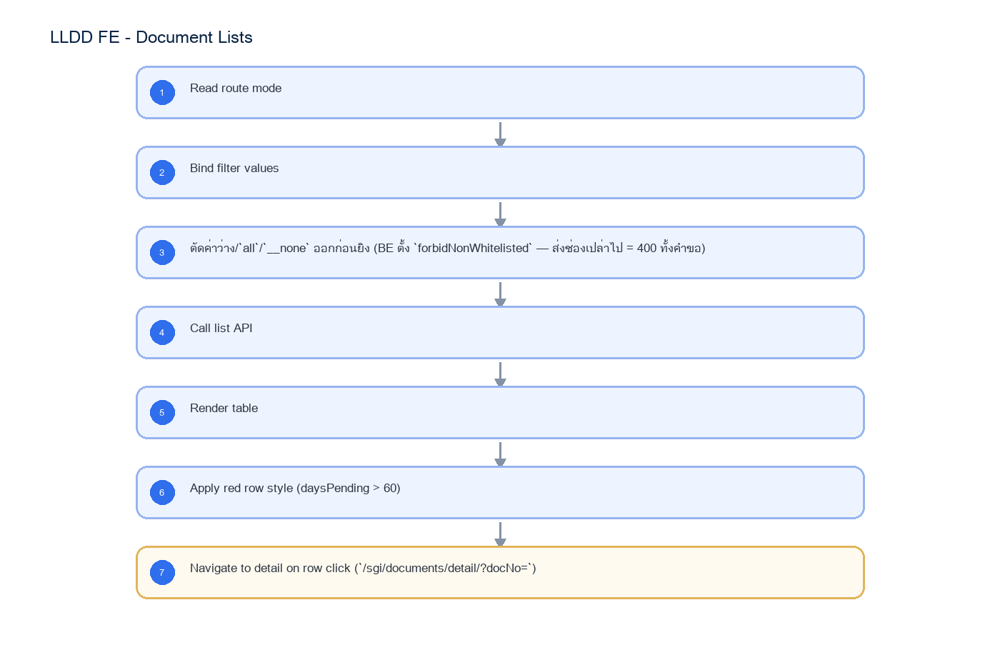 LLDD FE - Document Lists
1 Read route mode
2 Bind filter values
3 ตัดค่าว่าง/`all`/`__none` ออกก่อนยิง (BE ตั้ง `forbidNonWhitelisted` — ส่งช่องเปล่าไป = 400 ทั้งคำขอ)
4 Call list API
5 Render table
6 Apply red row style (daysPending > 60)
7 Navigate to detail on row click (`/sgi/documents/detail/?docNo=`)